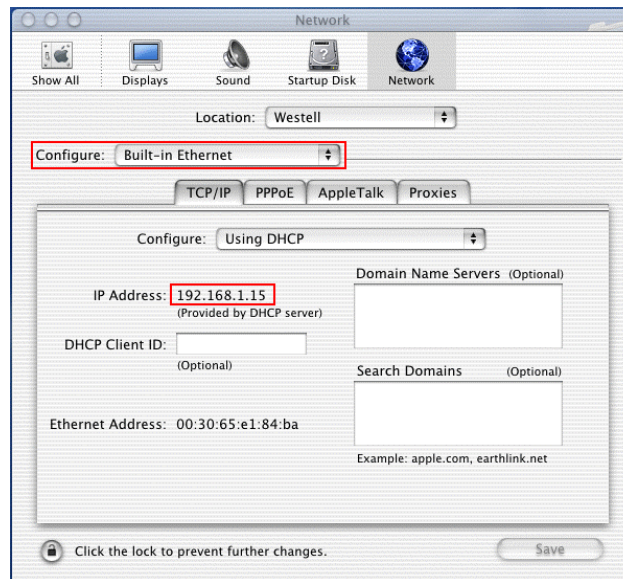 Network
Show All Displays Sound Startup Disk Network
Location: Westell
Configure: Built-in Ethernet
TCP/IP PPPoE AppleTalk Proxies
Configure: Using DHCP
Domain Name Servers (Optional)
IP Address: 192.168.1.15
(Provided by DHCP server)
DHCP Client ID:
(Optional)
Search Domains (Optional)
Ethernet Address: 00:30:65:e1:84:ba
Example: apple.com, earthlink.net
Click the lock to prevent further changes.
Save